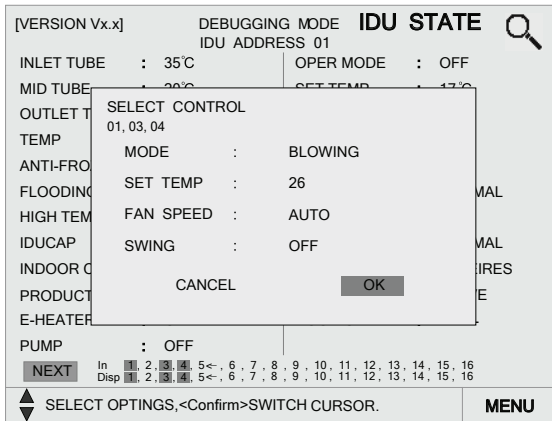 [VERSION Vx.x] DEBUGGING MODE IDU STATE
IDU ADDRESS 01
INLET TUBE : 35℃ OPER MODE : OFF
MID TUBE 17℃
OUTLET T
SELECT CONTROL
01, 03, 04
TEMP
MODE : BLOWING
ANTI-FRO
SET TEMP : 26
FLOODING MAL
FAN SPEED : AUTO
HIGH TEM
IDUCAP MAL
SWING : OFF
INDOOR C IRES
CANCEL OK
PRODUCT E
E-HEATER
PUMP : OFF
NEXT
In 1, 2, 3, 4, 5<-, 6, 7, 8, 9, 10, 11, 12, 13, 14, 15, 16
Disp 1, 2, 3, 4, 5<-, 6, 7, 8, 9, 10, 11, 12, 13, 14, 15, 16
SELECT OPTINGS,<Confirm>SWITCH CURSOR. MENU